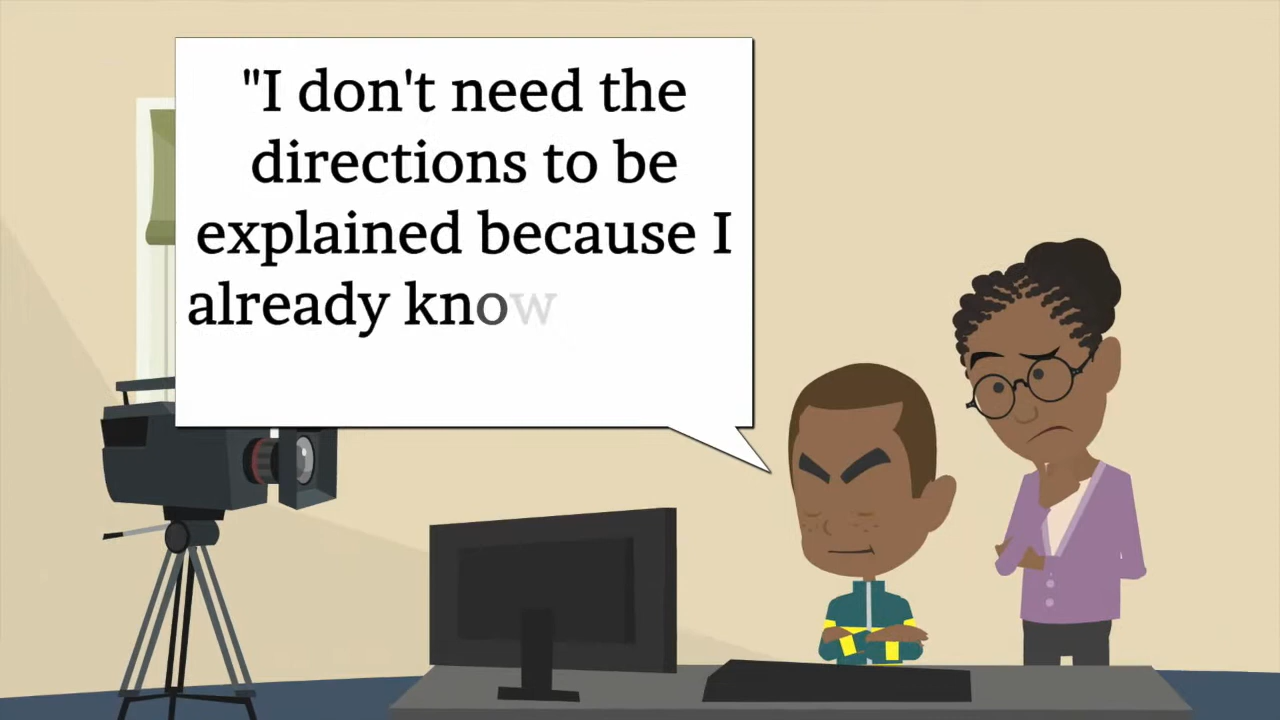 "I don't need the
directions to be
explained because I
already know